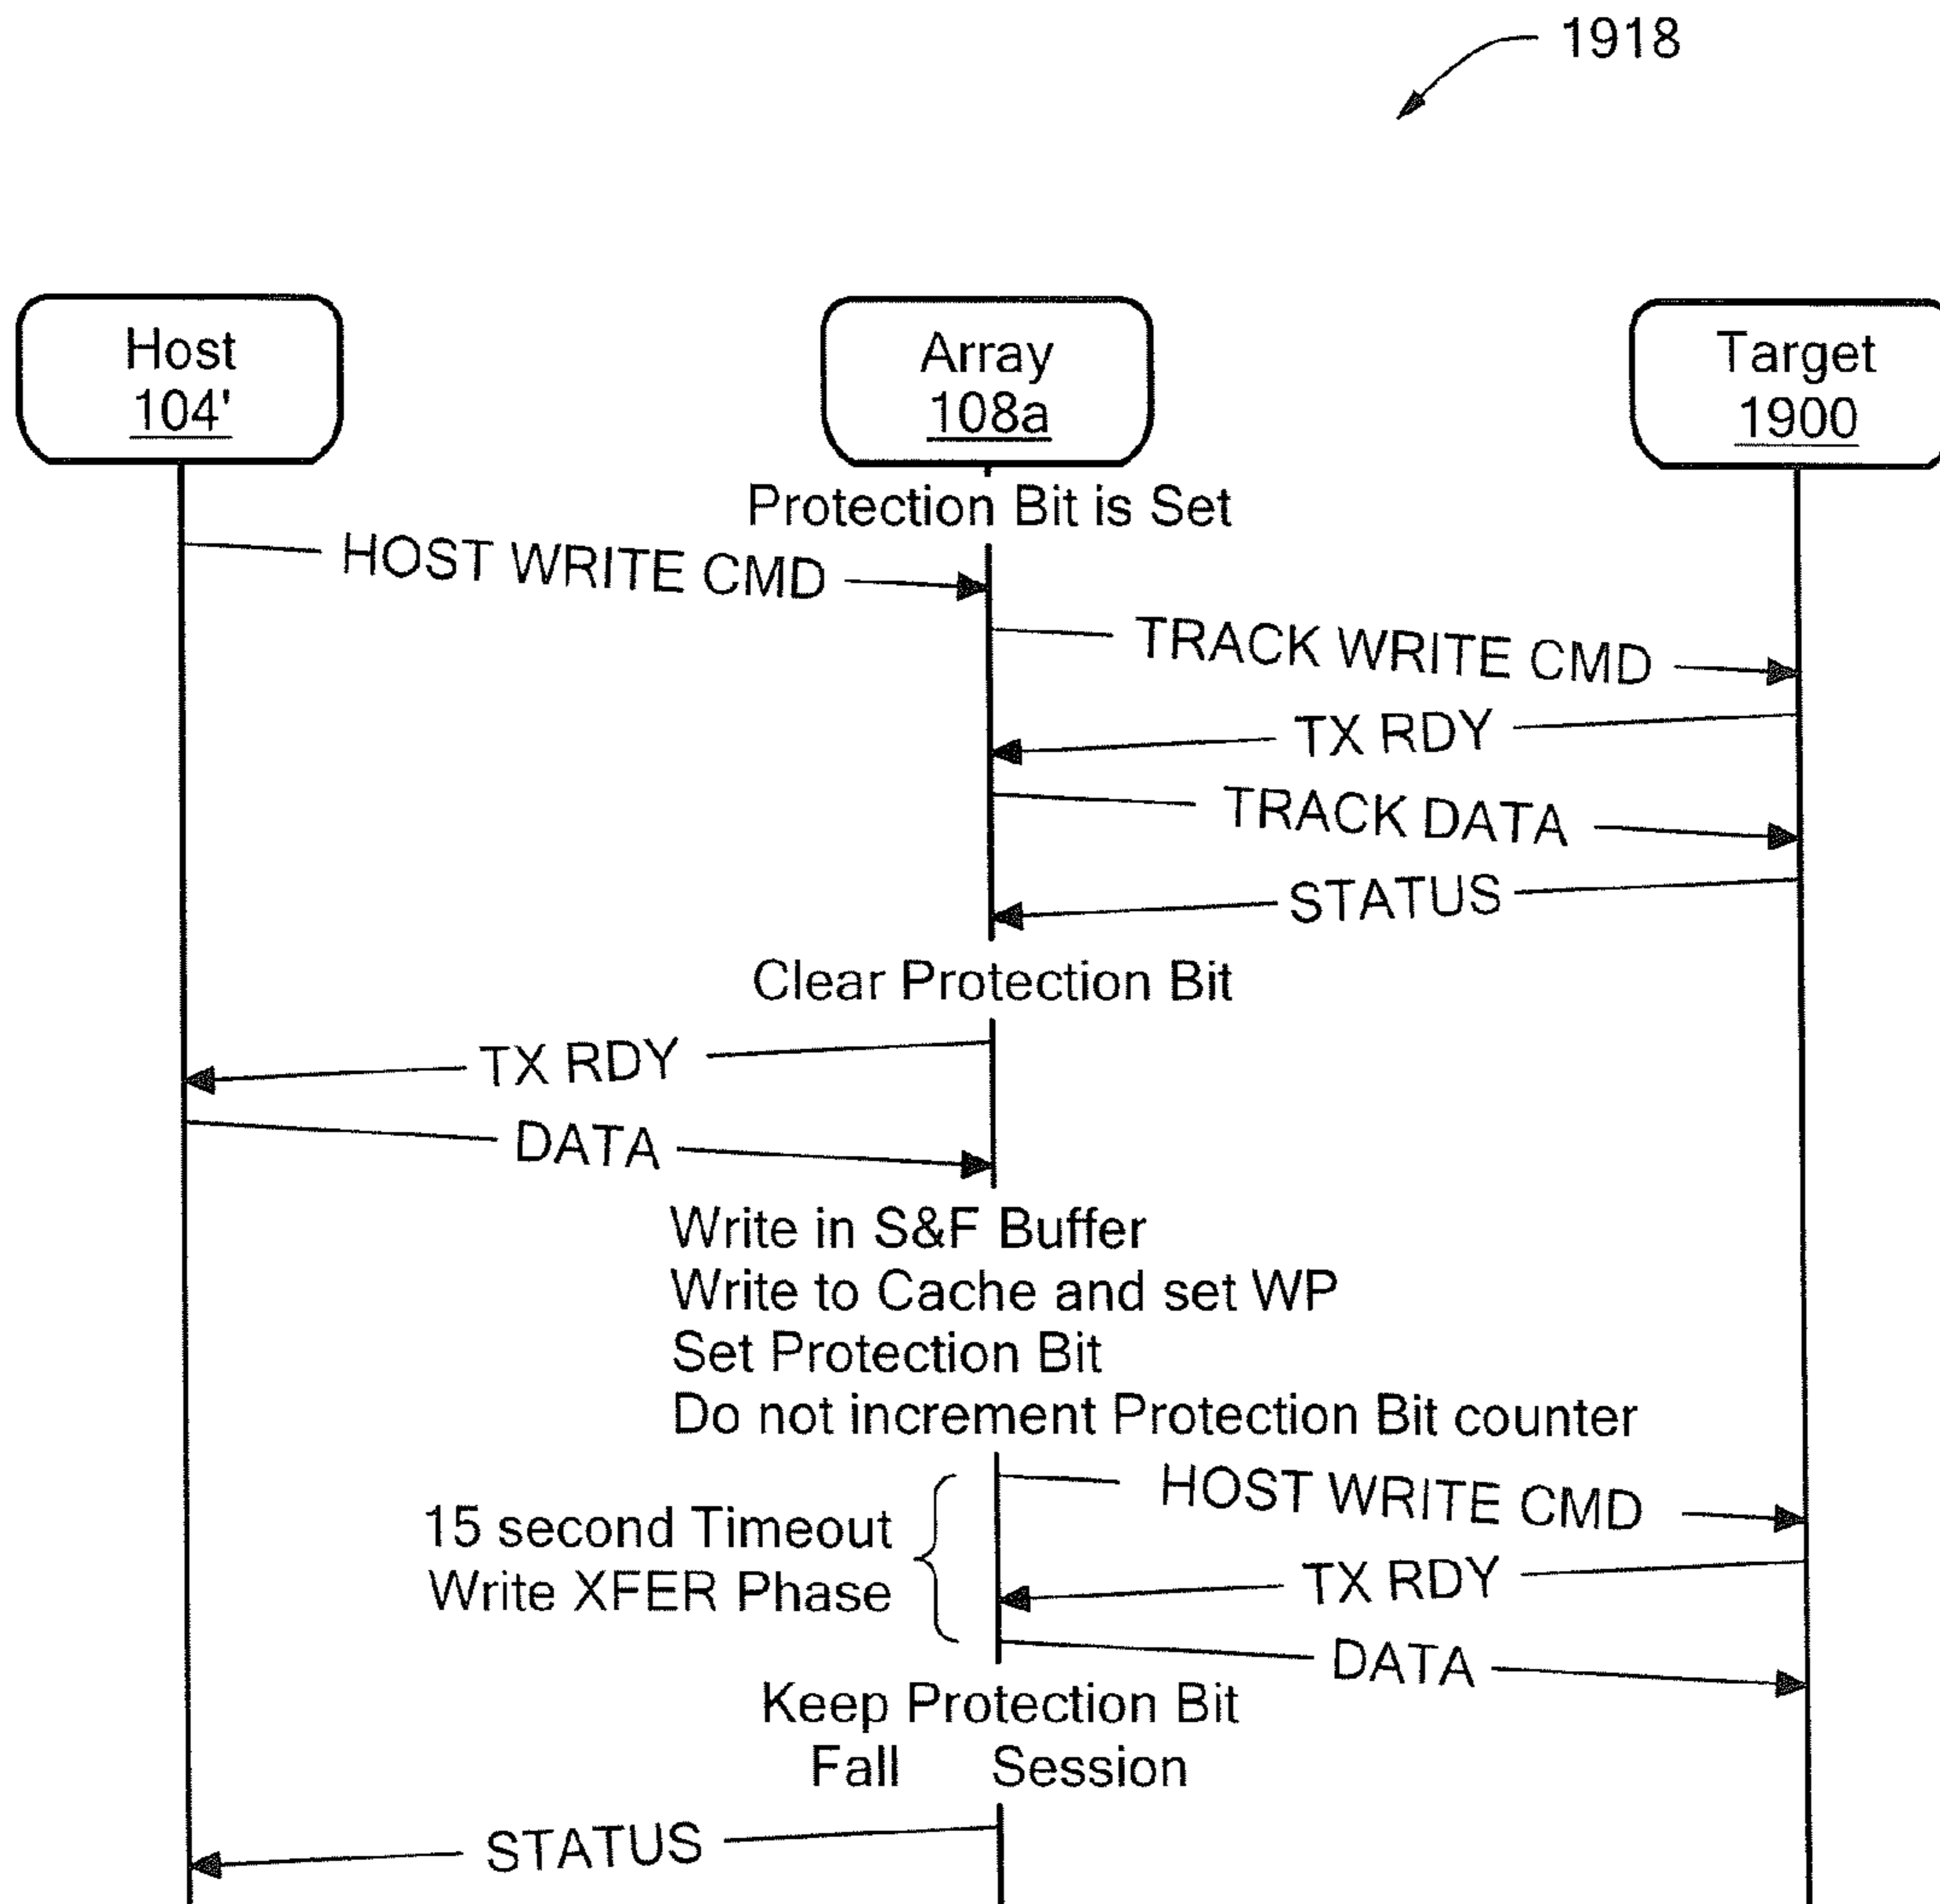 1918
Host
104'
Array
108a
Target
1900
Protection Bit is Set
HOST WRITE CMD
TRACK WRITE CMD
TX RDY
TRACK DATA
STATUS
Clear Protection Bit
TX RDY
DATA
Write in S&F Buffer
Write to Cache and set WP
Set Protection Bit
Do not increment Protection Bit counter
HOST WRITE CMD
15 second Timeout
Write XFER Phase
TX RDY
DATA
Keep Protection Bit
Fall Session
STATUS